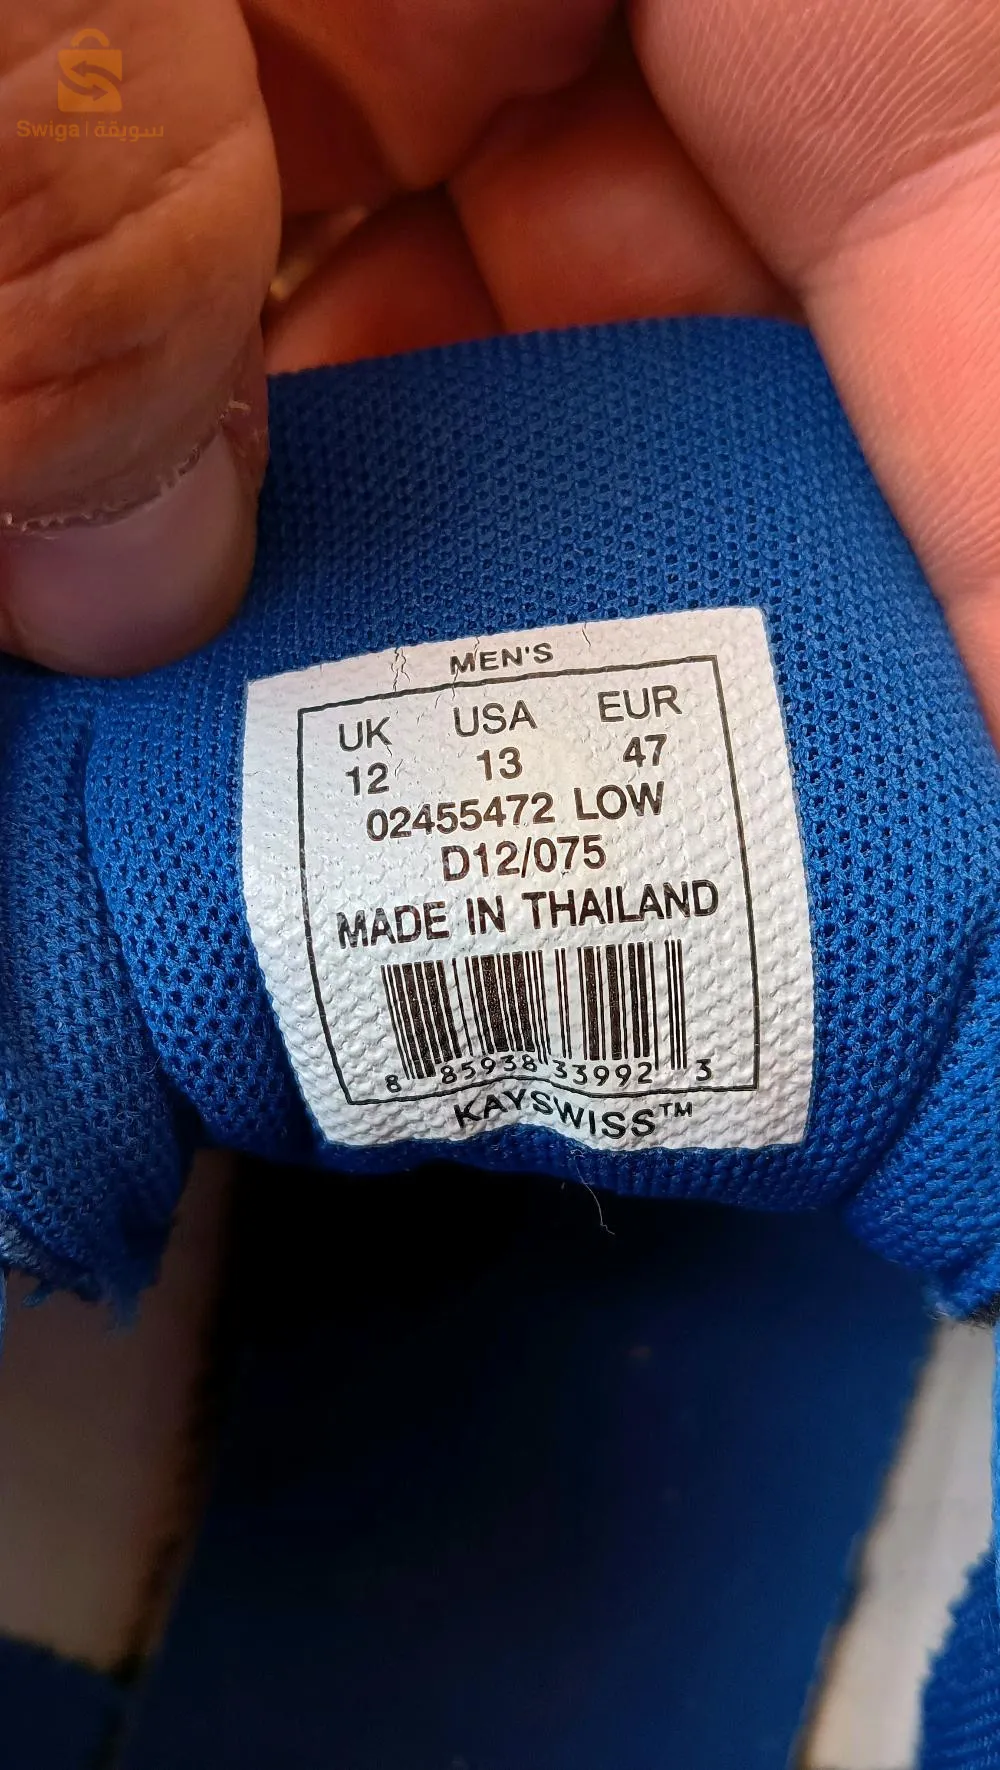 Swiga | سويقة
MEN'S
UK USA EUR
12 13 47
02455472 LOW
D12/075
MADE IN THAILAND
8 85938 33992 3
KAYSWISS™